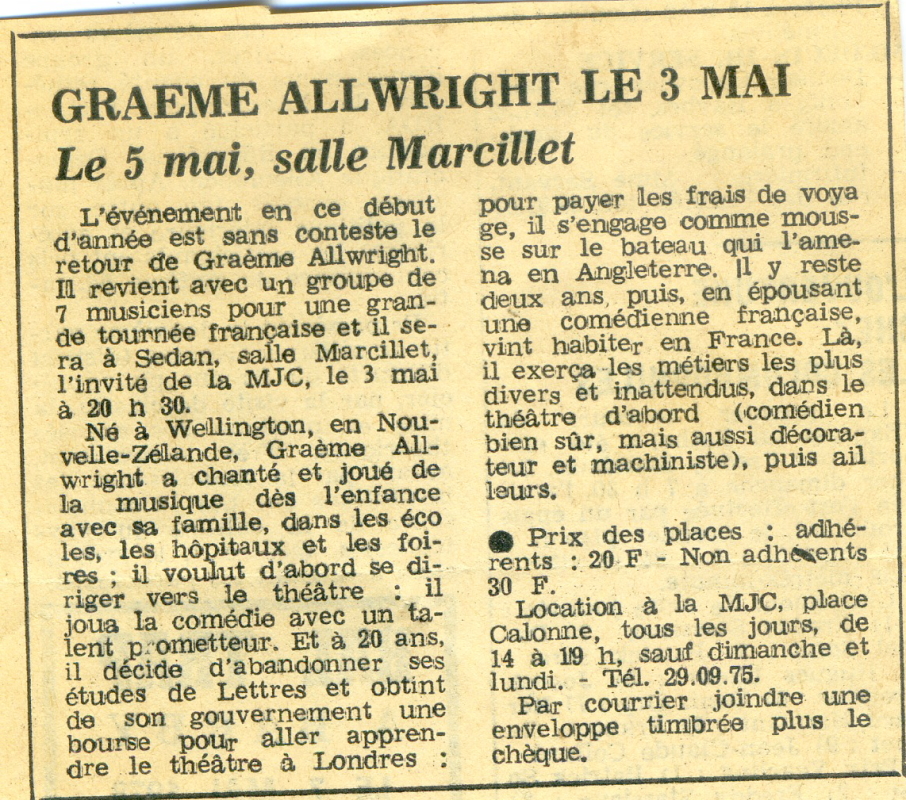 GRAEME ALLWRIGHT LE 3 MAI
Le 5 mai, salle Marcillet
L'événement en ce début
d'année est sans conteste le
retour de Graème Allwright.
Il revient avec un groupe de
7 musiciens pour une gran-
de tournée française et il se-
ra à Sedan, salle Marcillet,
l'invité de la MJC, le 3 mai
à 20 h 30.
Né à Wellington, en Nou-
velle-Zélande, Graème All-
wright a chanté et joué de
la musique dès l'enfance
avec sa famille, dans les éco
les, les hôpitaux et les foi-
res ; il voulut d'abord se di-
riger vers le théâtre : il
joua la comédie avec un ta-
lent prometteur. Et à 20 ans,
il décide d'abandonner ses
études de Lettres et obtint
de son gouvernement une
bourse pour aller appren-
dre le théâtre à Londres :
pour payer les frais de voya
ge, il s'engage comme mous-
se sur le bateau qui l'ame-
na en Angleterre. Il y reste
deux ans, puis, en épousant
une comédienne française,
vint habiter en France. Là,
il exerça les métiers les plus
divers et inattendus, dans le
théâtre d'abord (comédien
bien sûr, mais aussi décora-
teur et machiniste), puis ail
leurs.
● Prix des places : adhé-
rents : 20 F - Non adhérents
30 F.
Location à la MJC, place
Calonne, tous les jours, de
14 à 19 h, sauf dimanche et
lundi. - Tél. 29.09.75.
Par courrier joindre une
enveloppe timbrée plus le
chèque.